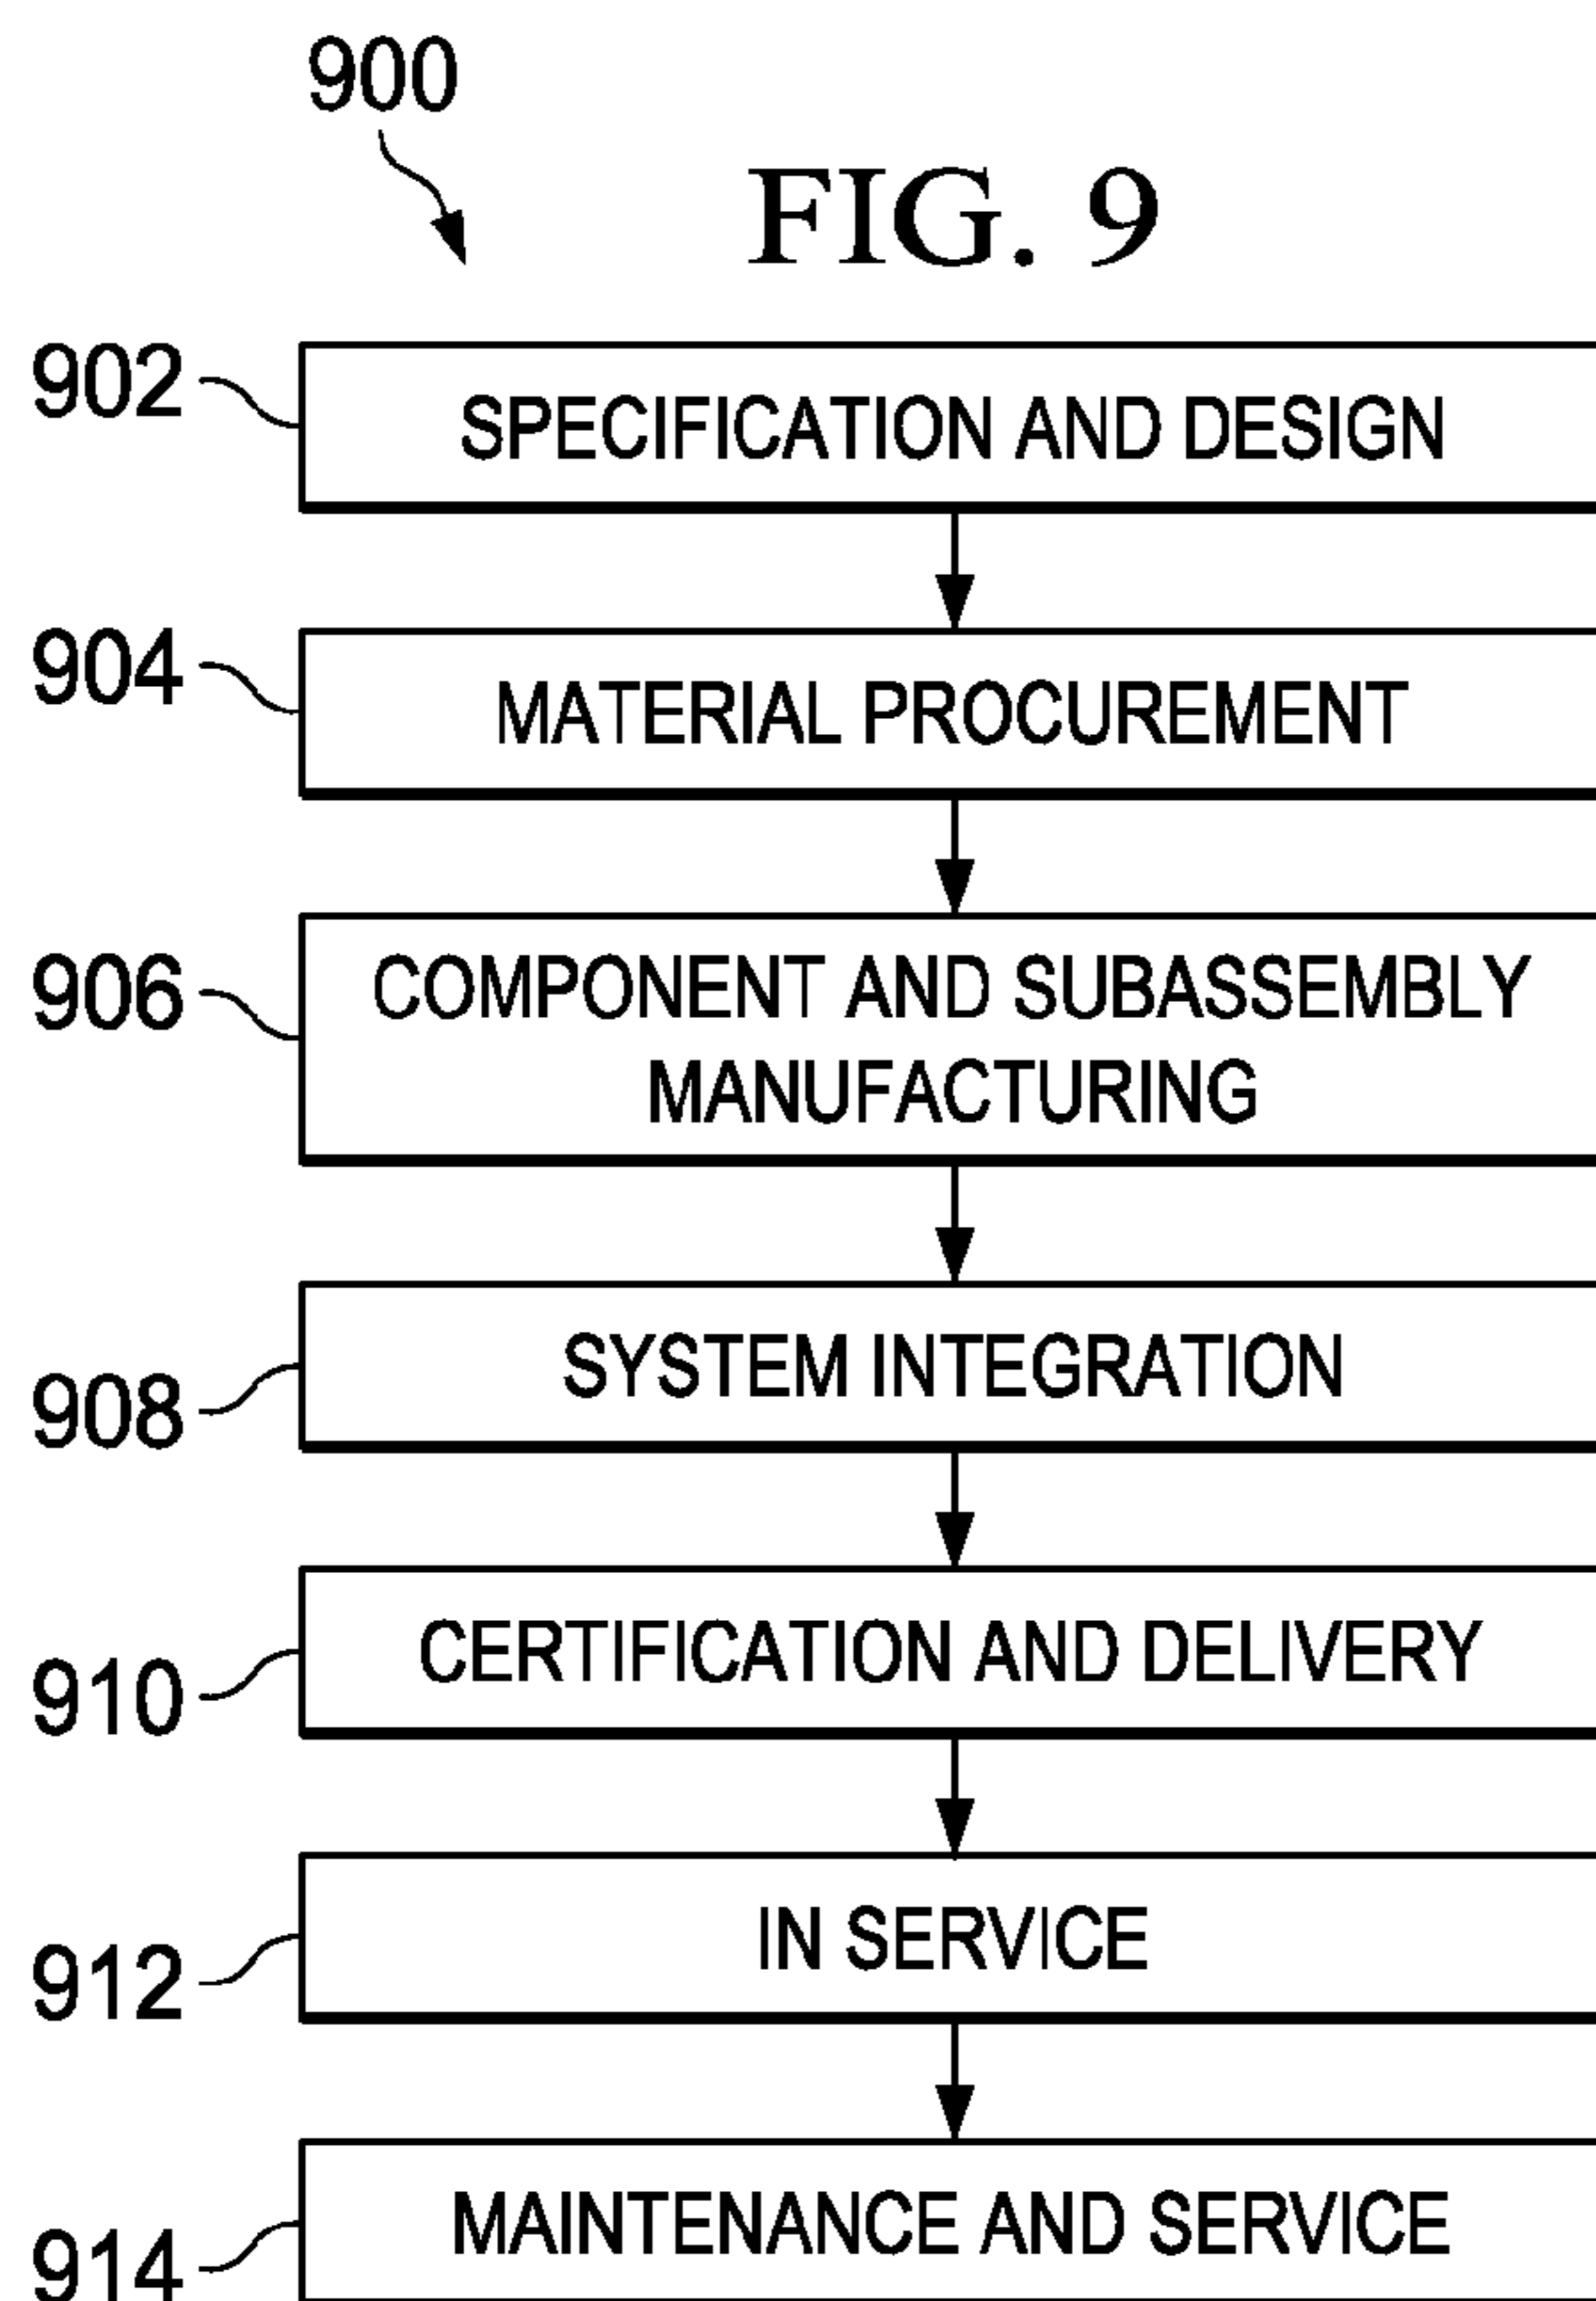 900
FIG. 9
902
SPECIFICATION AND DESIGN
904
MATERIAL PROCUREMENT
906
COMPONENT AND SUBASSEMBLY
MANUFACTURING
908
SYSTEM INTEGRATION
910
CERTIFICATION AND DELIVERY
912
IN SERVICE
914
MAINTENANCE AND SERVICE